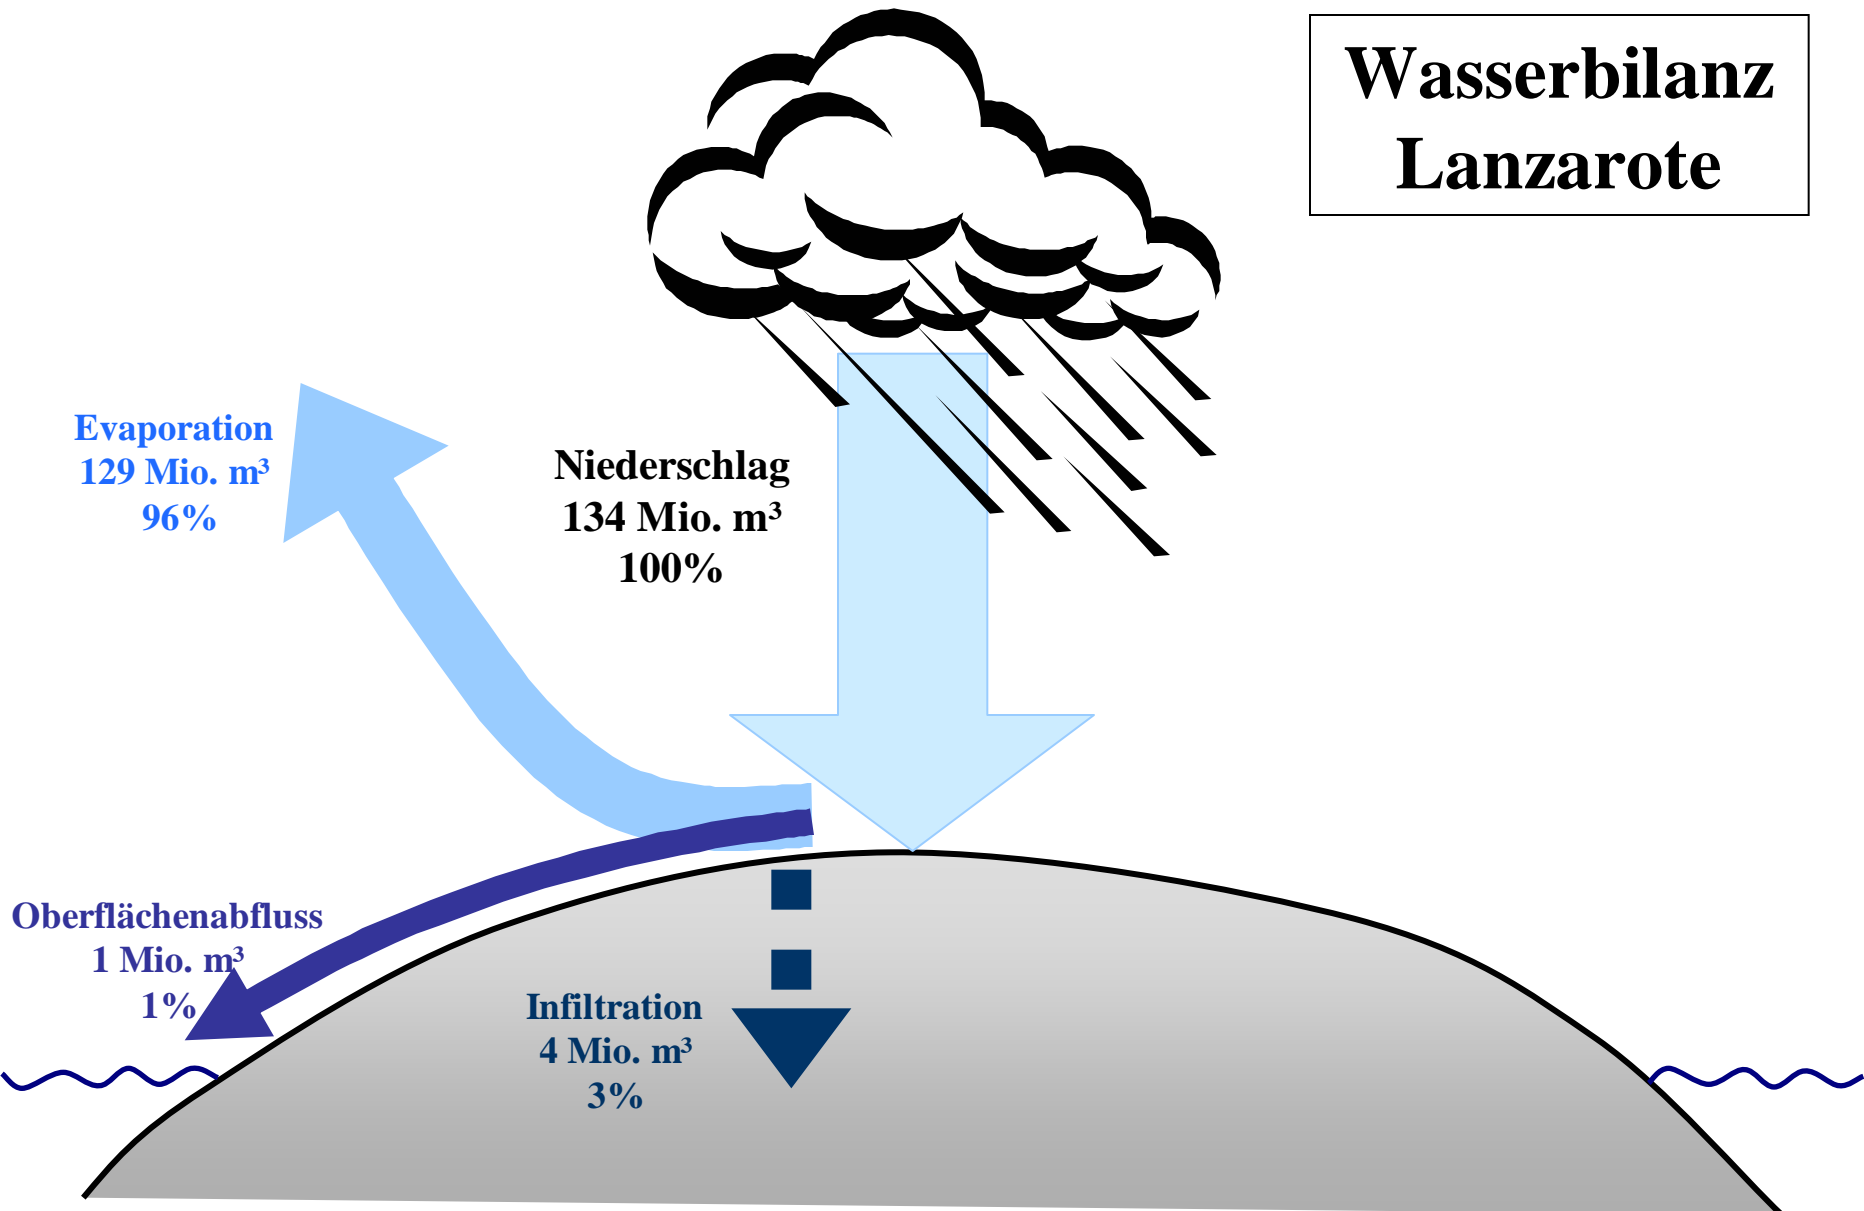 Wasserbilanz
Lanzarote
Evaporation
129 Mio. m³
96%
Niederschlag
134 Mio. m³
100%
Oberflächenabfluss
1 Mio. m³
1%
Infiltration
4 Mio. m³
3%